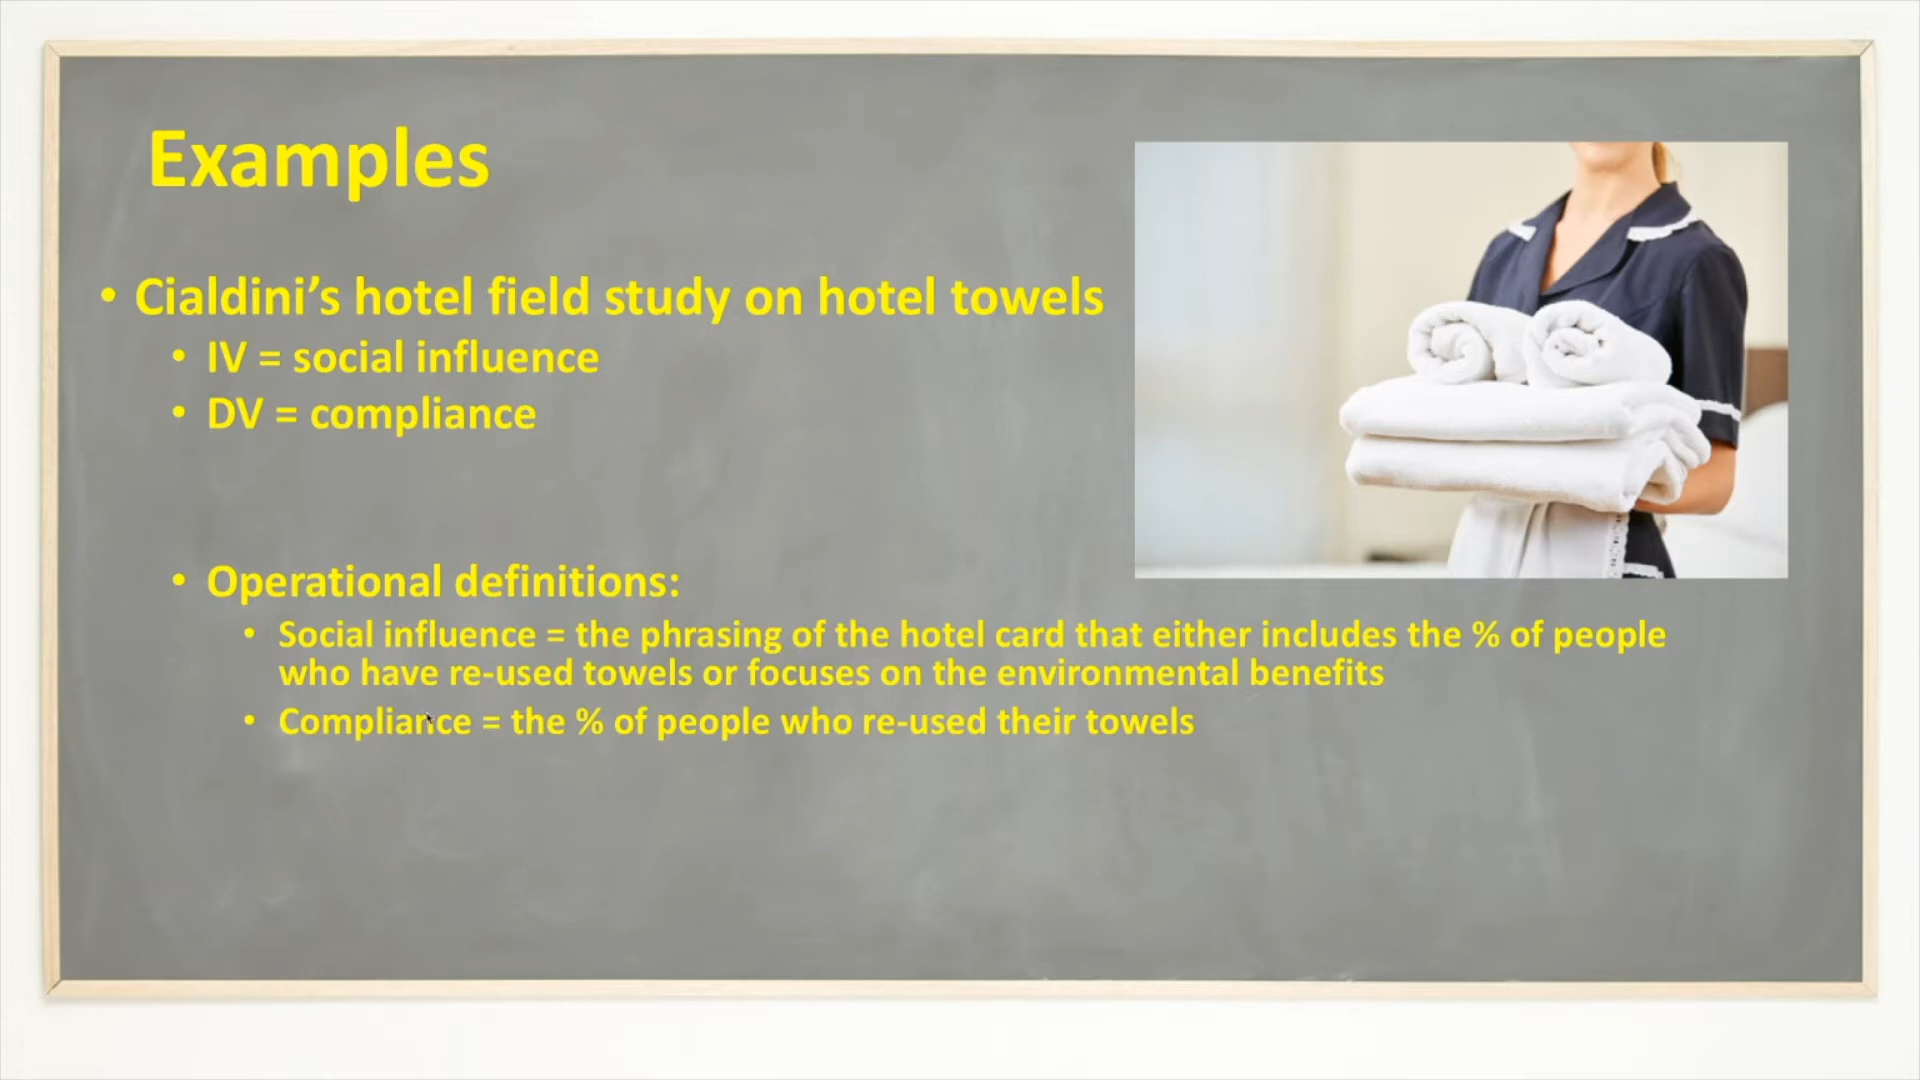 Examples
• Cialdini’s hotel field study on hotel towels
• IV = social influence
• DV = compliance
• Operational definitions:
• Social influence = the phrasing of the hotel card that either includes the % of people
who have re-used towels or focuses on the environmental benefits
• Compliance = the % of people who re-used their towels